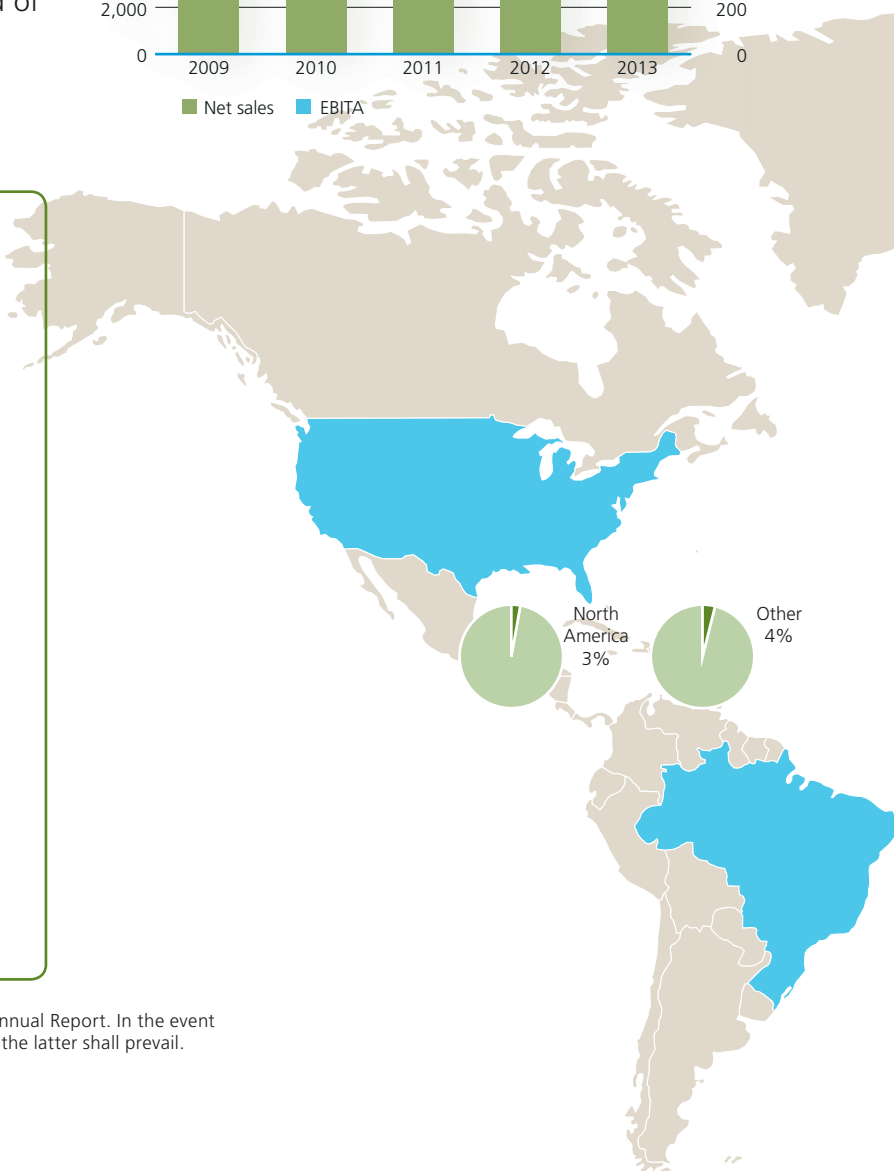 2,000 200
0 0
2009 2010 2011 2012 2013
Net sales EBITA
North
America
3%
Other
4%
nnual Report. In the event
the latter shall prevail.